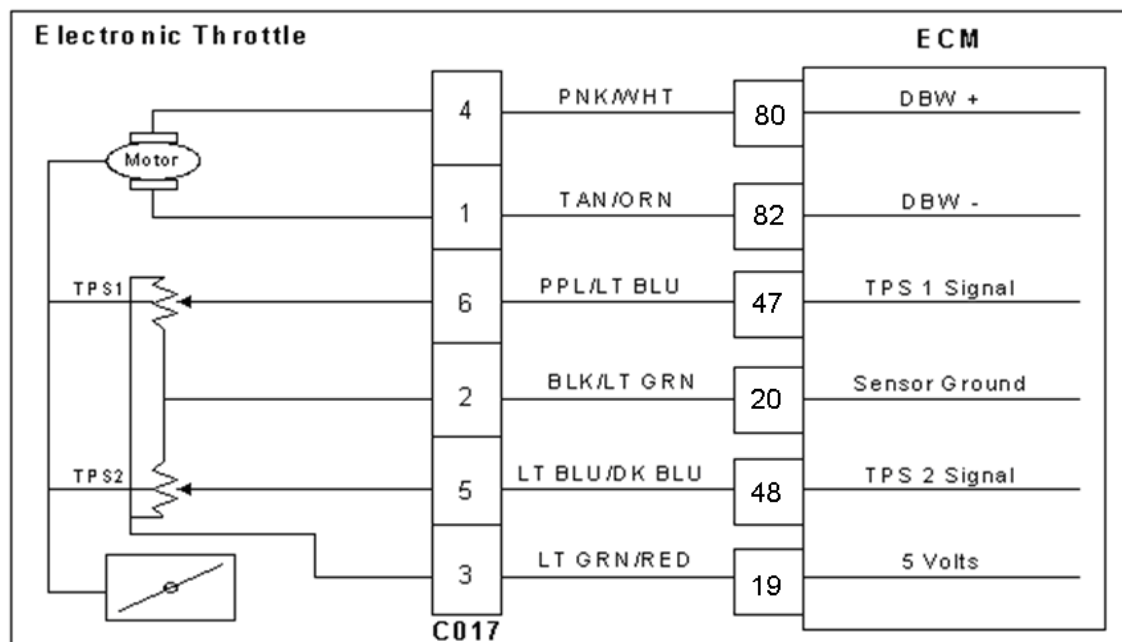 Electronic Throttle
ECM
4
PNK/WHT
80
DBW +
Motor
1
TAN/ORN
82
DBW -
TPS1
6
PPL/LT BLU
47
TPS 1 Signal
2
BLK/LT GRN
20
Sensor Ground
TPS2
5
LT BLU/DK BLU
48
TPS 2 Signal
3
LT GRN/RED
19
5 Volts
C017